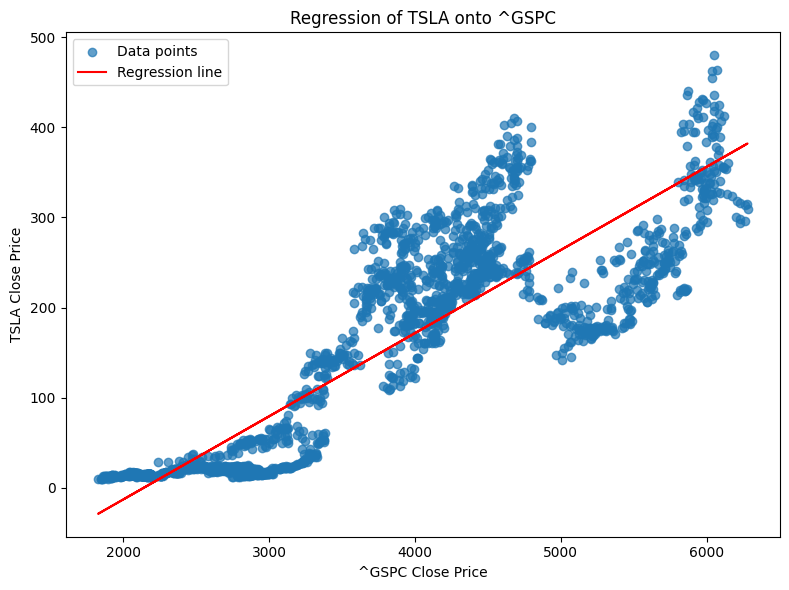 Regression of TSLA onto ^GSPC
Data points
Regression line
TSLA Close Price
500
400
300
200
100
0
2000 3000 4000 5000 6000
^GSPC Close Price